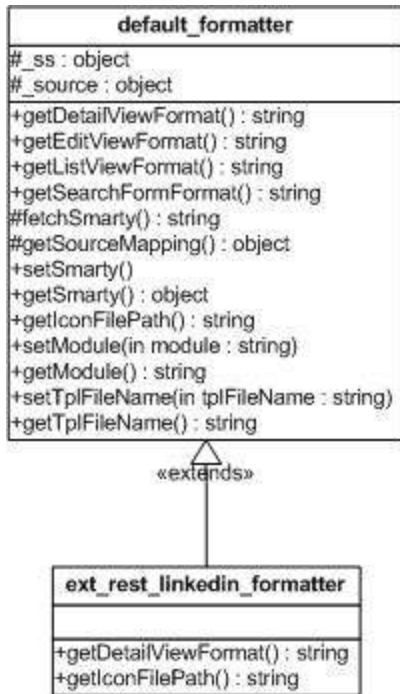 default_formatter
#_ss : object
#_source : object
+getDetailViewFormat() : string
+getEditViewFormat() : string
+getListViewFormat() : string
+getSearchFormFormat() : string
#fetchSmarty() : string
#getSourceMapping() : object
+setSmarty()
+getSmarty() : object
+getIconFilePath() : string
+setModule(in module : string)
+getModule() : string
+setTplFileName(in tplFileName : string)
+getTplFileName() : string
«extends»
ext_rest_linkedin_formatter
+getDetailViewFormat() : string
+getIconFilePath() : string